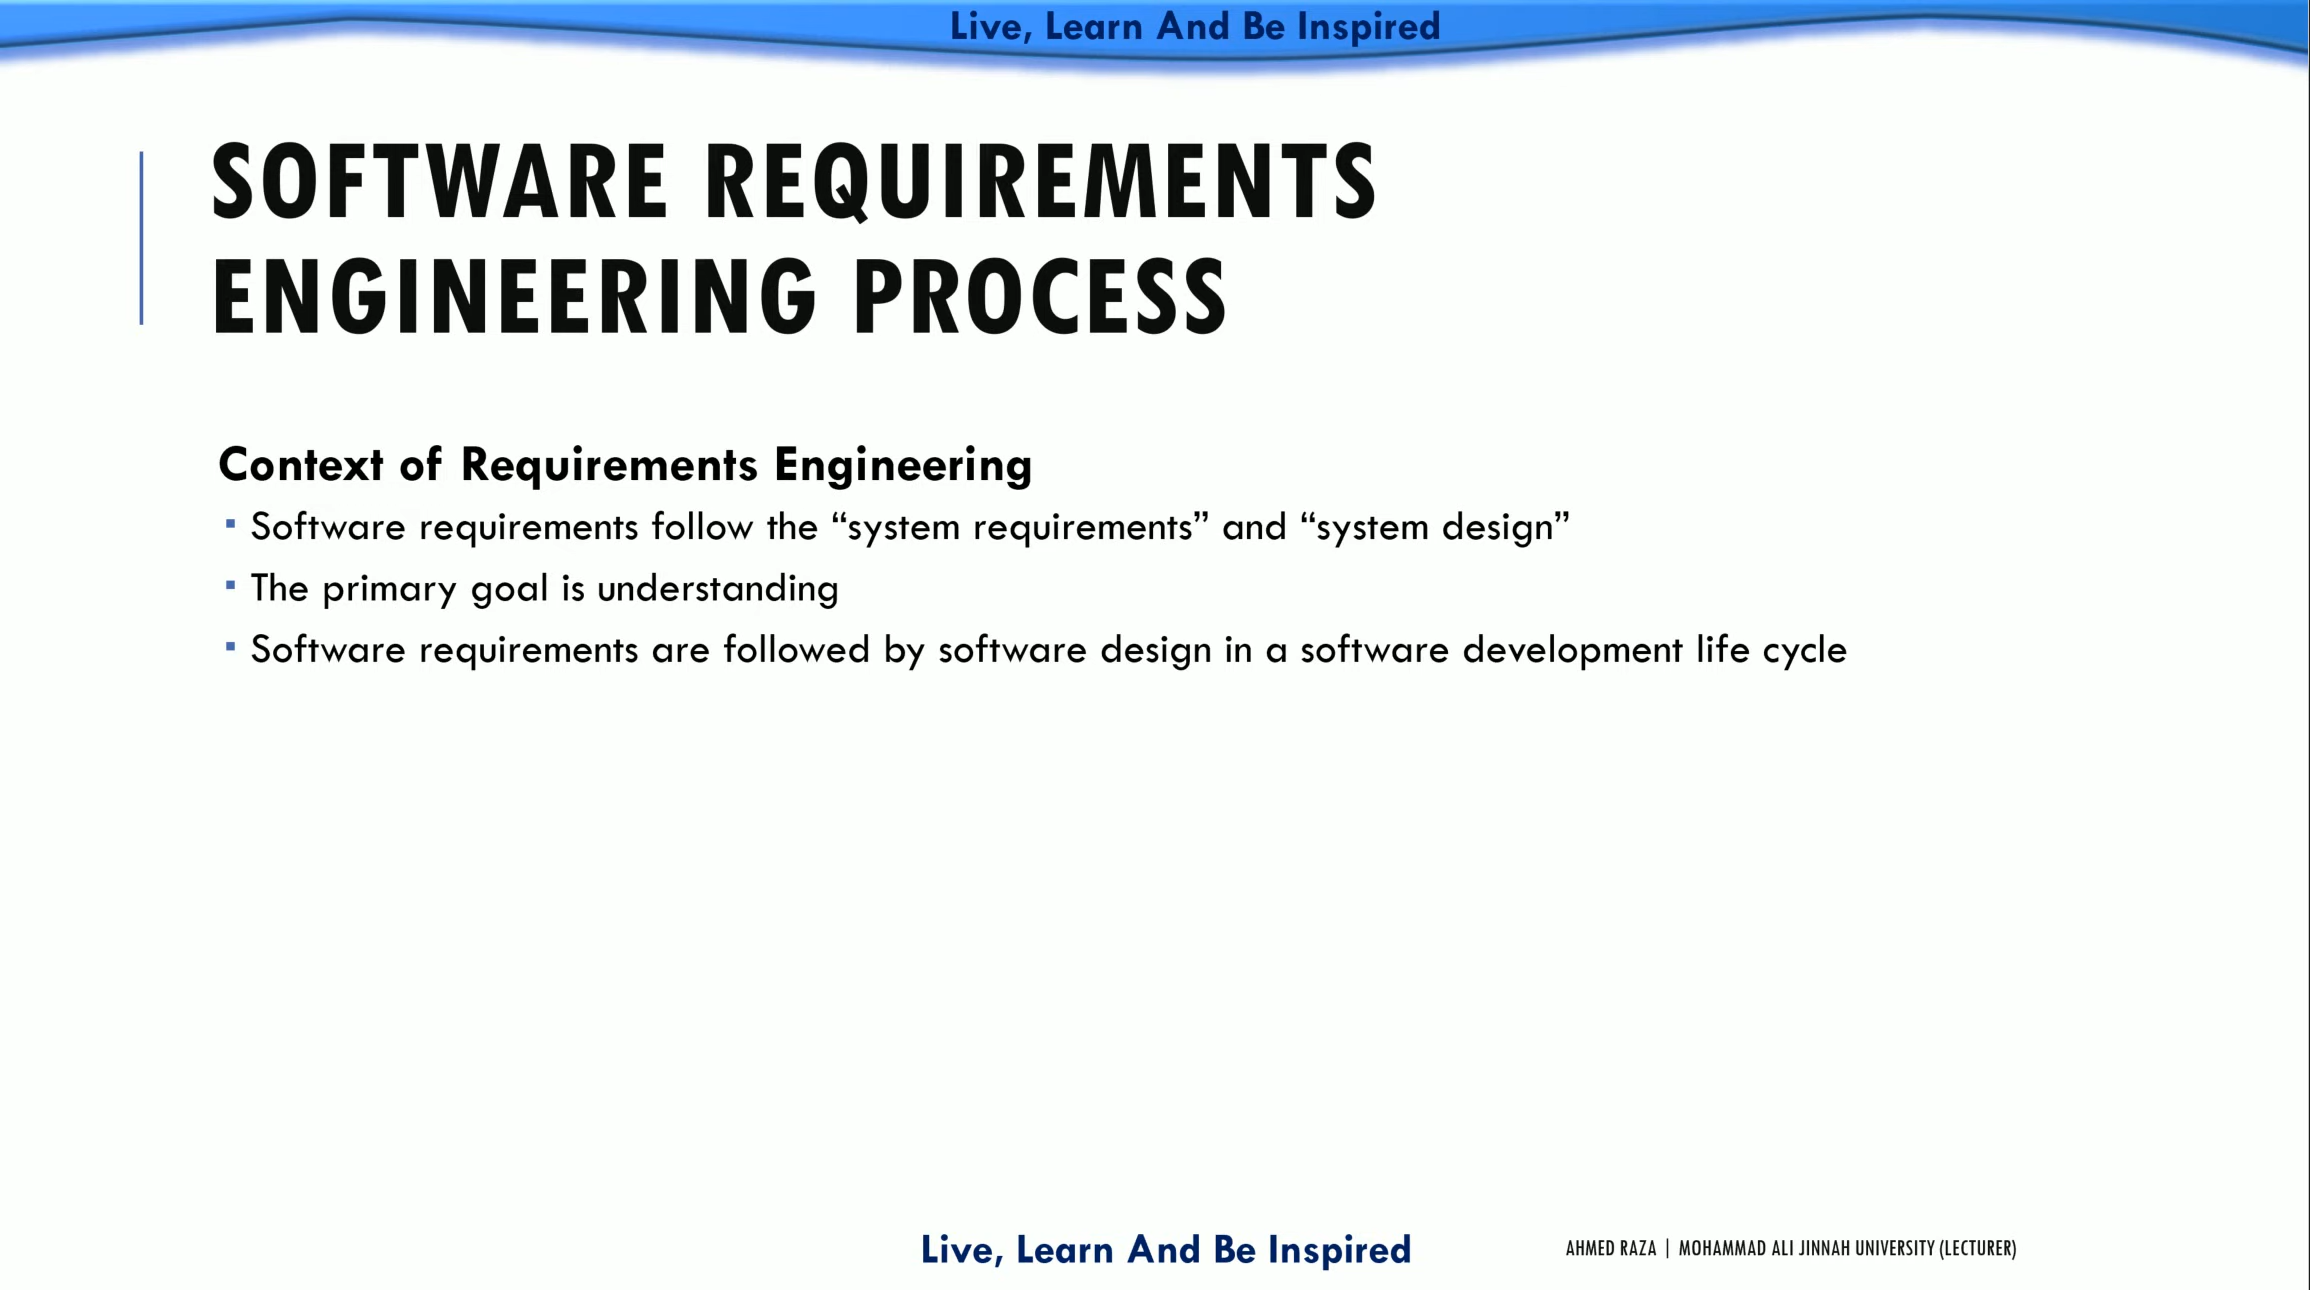 Live, Learn And Be Inspired
SOFTWARE REQUIREMENTS
ENGINEERING PROCESS
Context of Requirements Engineering
▪ Software requirements follow the “system requirements” and “system design”
▪ The primary goal is understanding
▪ Software requirements are followed by software design in a software development life cycle
Live, Learn And Be Inspired
AHMED RAZA | MOHAMMAD ALI JINNAH UNIVERSITY (LECTURER)